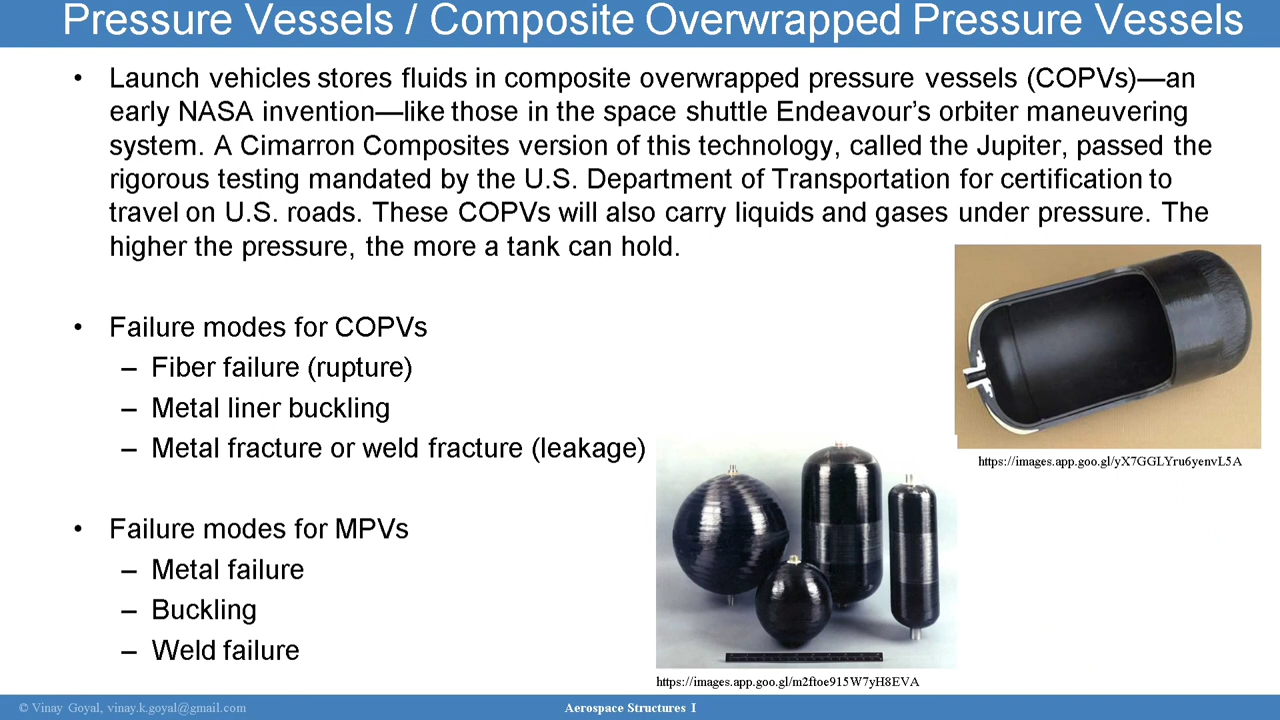 Pressure Vessels / Composite Overwrapped Pressure Vessels
• Launch vehicles stores fluids in composite overwrapped pressure vessels (COPVs)—an
early NASA invention—like those in the space shuttle Endeavour’s orbiter maneuvering
system. A Cimarron Composites version of this technology, called the Jupiter, passed the
rigorous testing mandated by the U.S. Department of Transportation for certification to
travel on U.S. roads. These COPVs will also carry liquids and gases under pressure. The
higher the pressure, the more a tank can hold.
• Failure modes for COPVs
– Fiber failure (rupture)
– Metal liner buckling
– Metal fracture or weld fracture (leakage)
https://images.app.goo.gl/yX7GGLYru6yenvL5A
• Failure modes for MPVs
– Metal failure
– Buckling
– Weld failure
https://images.app.goo.gl/m2ftoe915W7yH8EVA
© Vinay Goyal, vinay.k.goyal@gmail.com
Aerospace Structures I